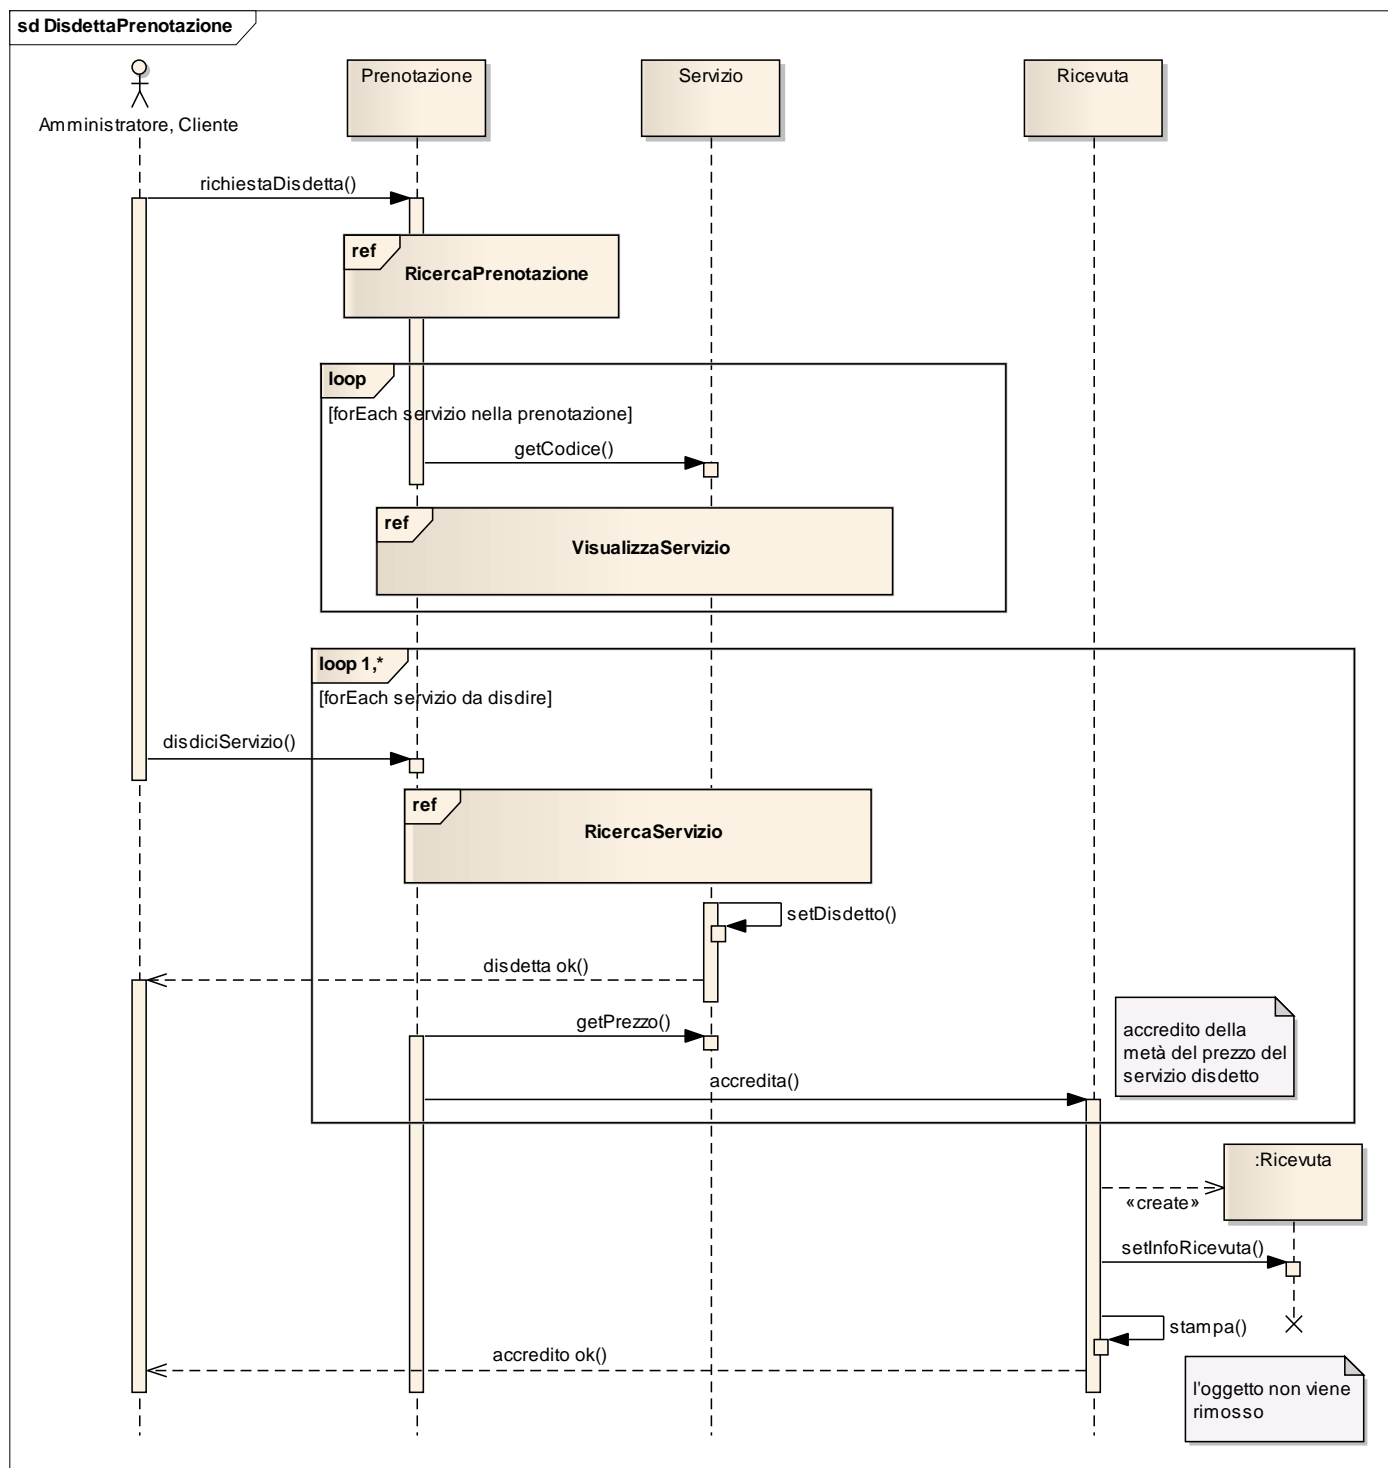 sd DisdettaPrenotazione
Prenotazione
Servizio
Ricevuta
Amministratore, Cliente
richiestaDisdetta()
ref
RicercaPrenotazione
loop
[forEach servizio nella prenotazione]
getCodice()
ref
VisualizzaServizio
loop 1,*
[forEach servizio da disdire]
disdiciServizio()
ref
RicercaServizio
setDisdetto()
disdetta ok()
getPrezzo()
accredito della
metà del prezzo del
servizio disdetto
accredita()
:Ricevuta
«create»
setInfoRicevuta()
stampa()
accredito ok()
l'oggetto non viene
rimosso